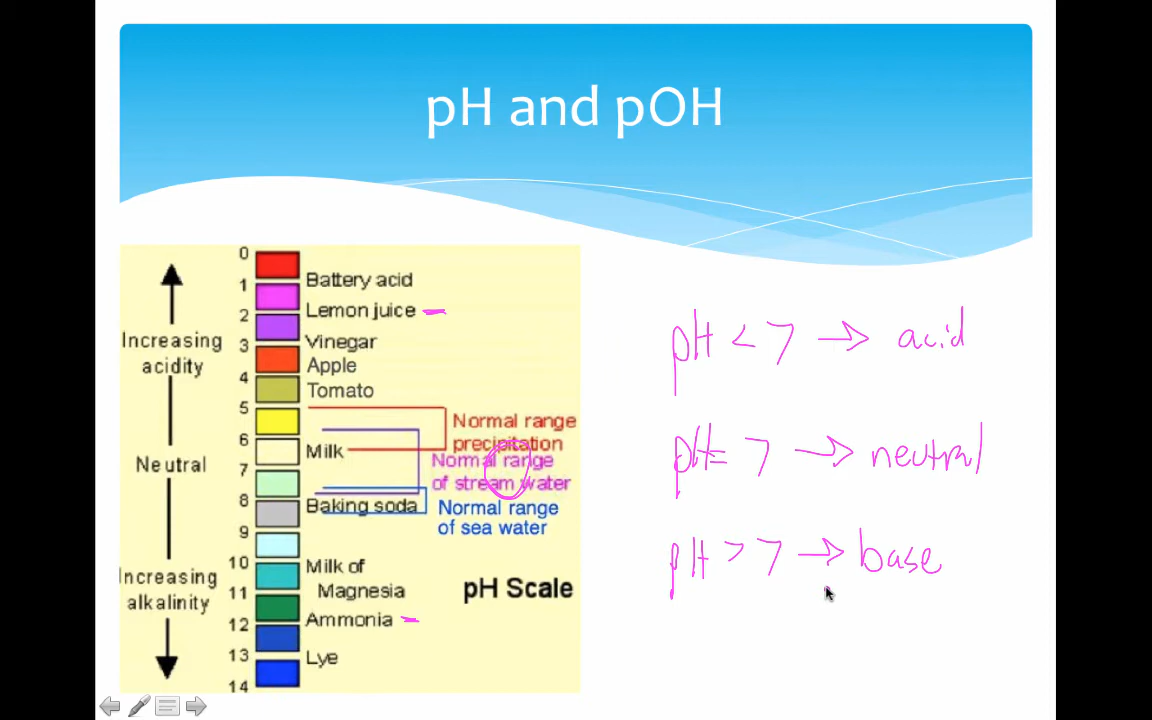 pH and pOH
0
Battery acid
1
Lemon juice
2
Increasing
acidity
Vinegar
3
Apple
4
Tomato
5
Normal range
precipitation
6
Milk
Neutral
Normal range
of stream water
7
8
Baking soda
Normal range
of sea water
9
10
Milk of
Magnesia
Increasing
alkalinity
11
pH Scale
Ammonia
12
13
Lye
14
pH < 7 → acid
pH = 7 → neutral
pH > 7 → base